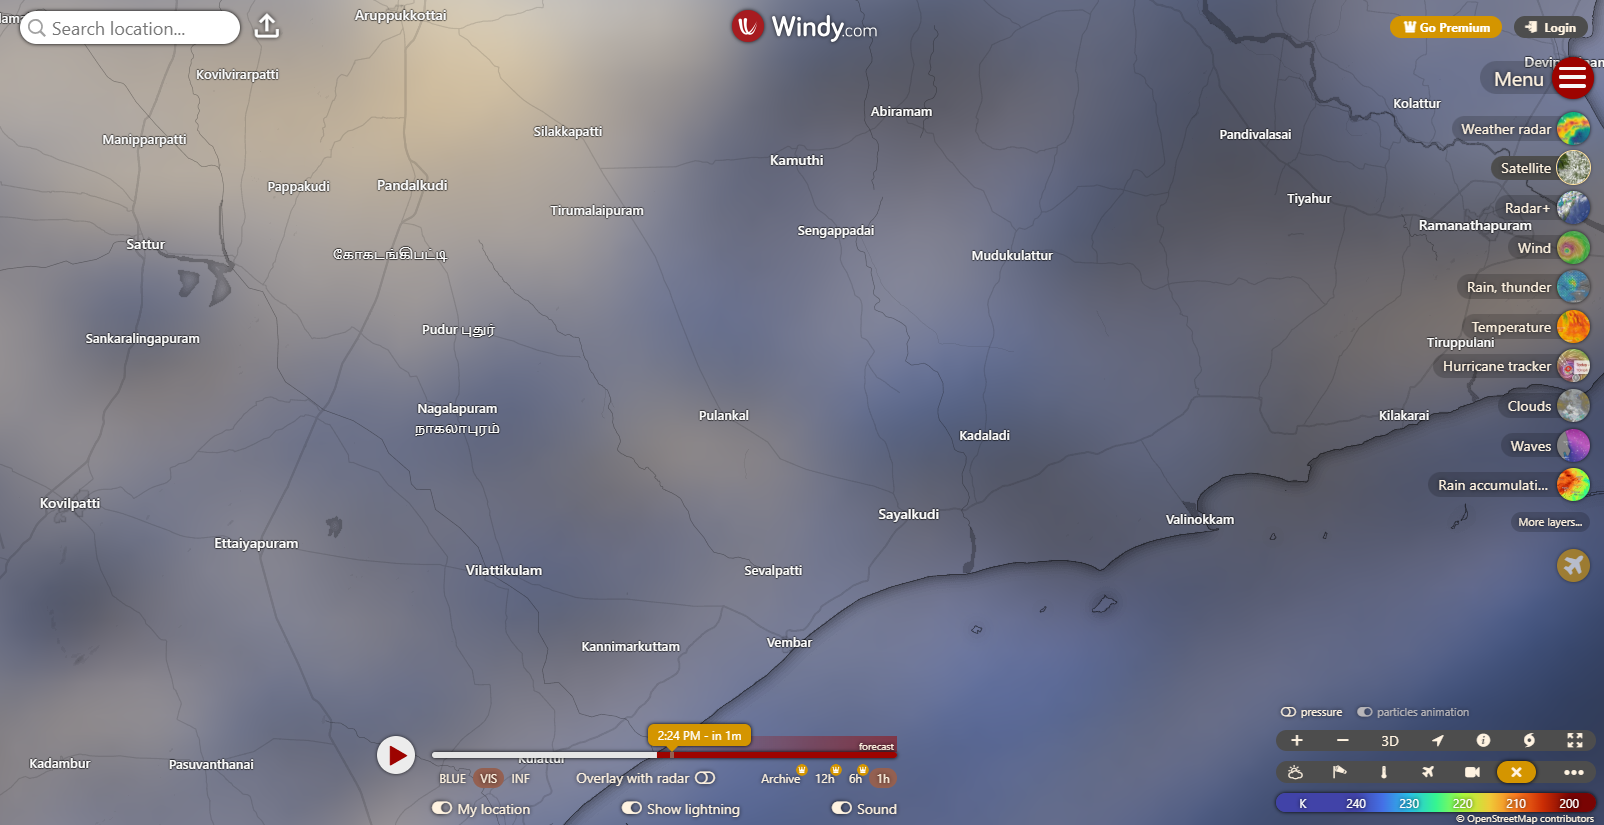 Aruppukkottai
Search location...
Windy.com
Go Premium
Login
Menu
Kovilvirarpatti
Kolattur
Abiramam
Weather radar
Silakkapatti
Pandivalasai
Manipparpatti
Kamuthi
Satellite
Pappakudi
Pandalkudi
Tiyahur
Radar+
Tirumalaipuram
Ramanathapuram
Sengappadai
Sattur
Wind
கோகடங்கிபட்டி
Mudukulattur
Rain, thunder
Temperature
Pudur புதுர்
Sankaralingapuram
Tiruppulani
Hurricane tracker
Nagalapuram
நாகலாபுரம்
Clouds
Pulankal
Kilakarai
Kadaladi
Waves
Rain accumulati...
Kovilpatti
Sayalkudi
Valinokkam
More layers...
Ettaiyapuram
Vilattikulam
Sevalpatti
Vembar
Kannimarkuttam
pressure
particles animation
2:24 PM - in 1m
forecast
3D
Kadambur
Pasuvanthanai
Kulattur
BLUE VIS INF
Overlay with radar
Archive 12h 6h 1h
My location
Show lightning
Sound
K 240 230 220 210 200
© OpenStreetMap contributors